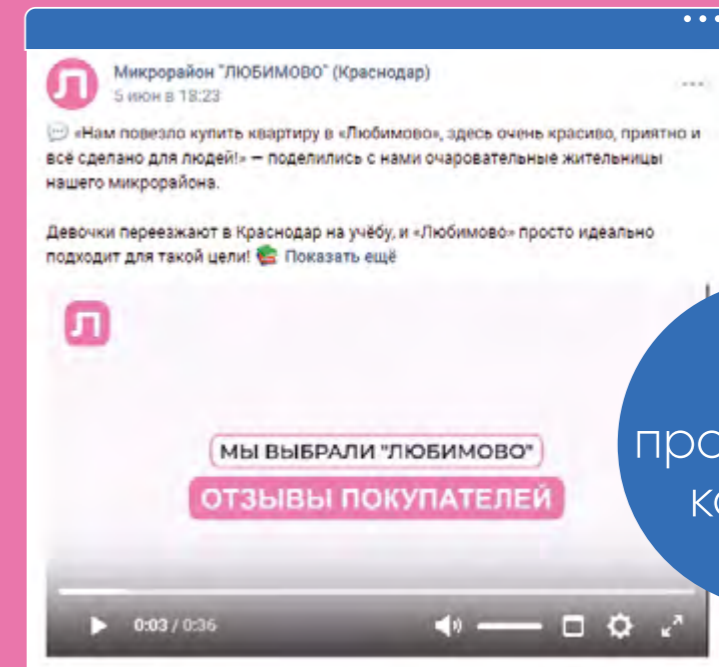 Микрорайон "ЛЮБИМОВО" (Краснодар)
5 июн в 18:23
«Нам повезло купить квартиру в «Любимово», здесь очень красиво, приятно и
всё сделано для людей!» — поделились с нами очаровательные жительницы
нашего микрорайона.
Девочки переезжают в Краснодар на учёбу, и «Любимово» просто идеально
подходит для такой цели! Показать ещё
Л
Л
МЫ ВЫБРАЛИ "ЛЮБИМОВО"
ОТЗЫВЫ ПОКУПАТЕЛЕЙ
0:03 / 0:36